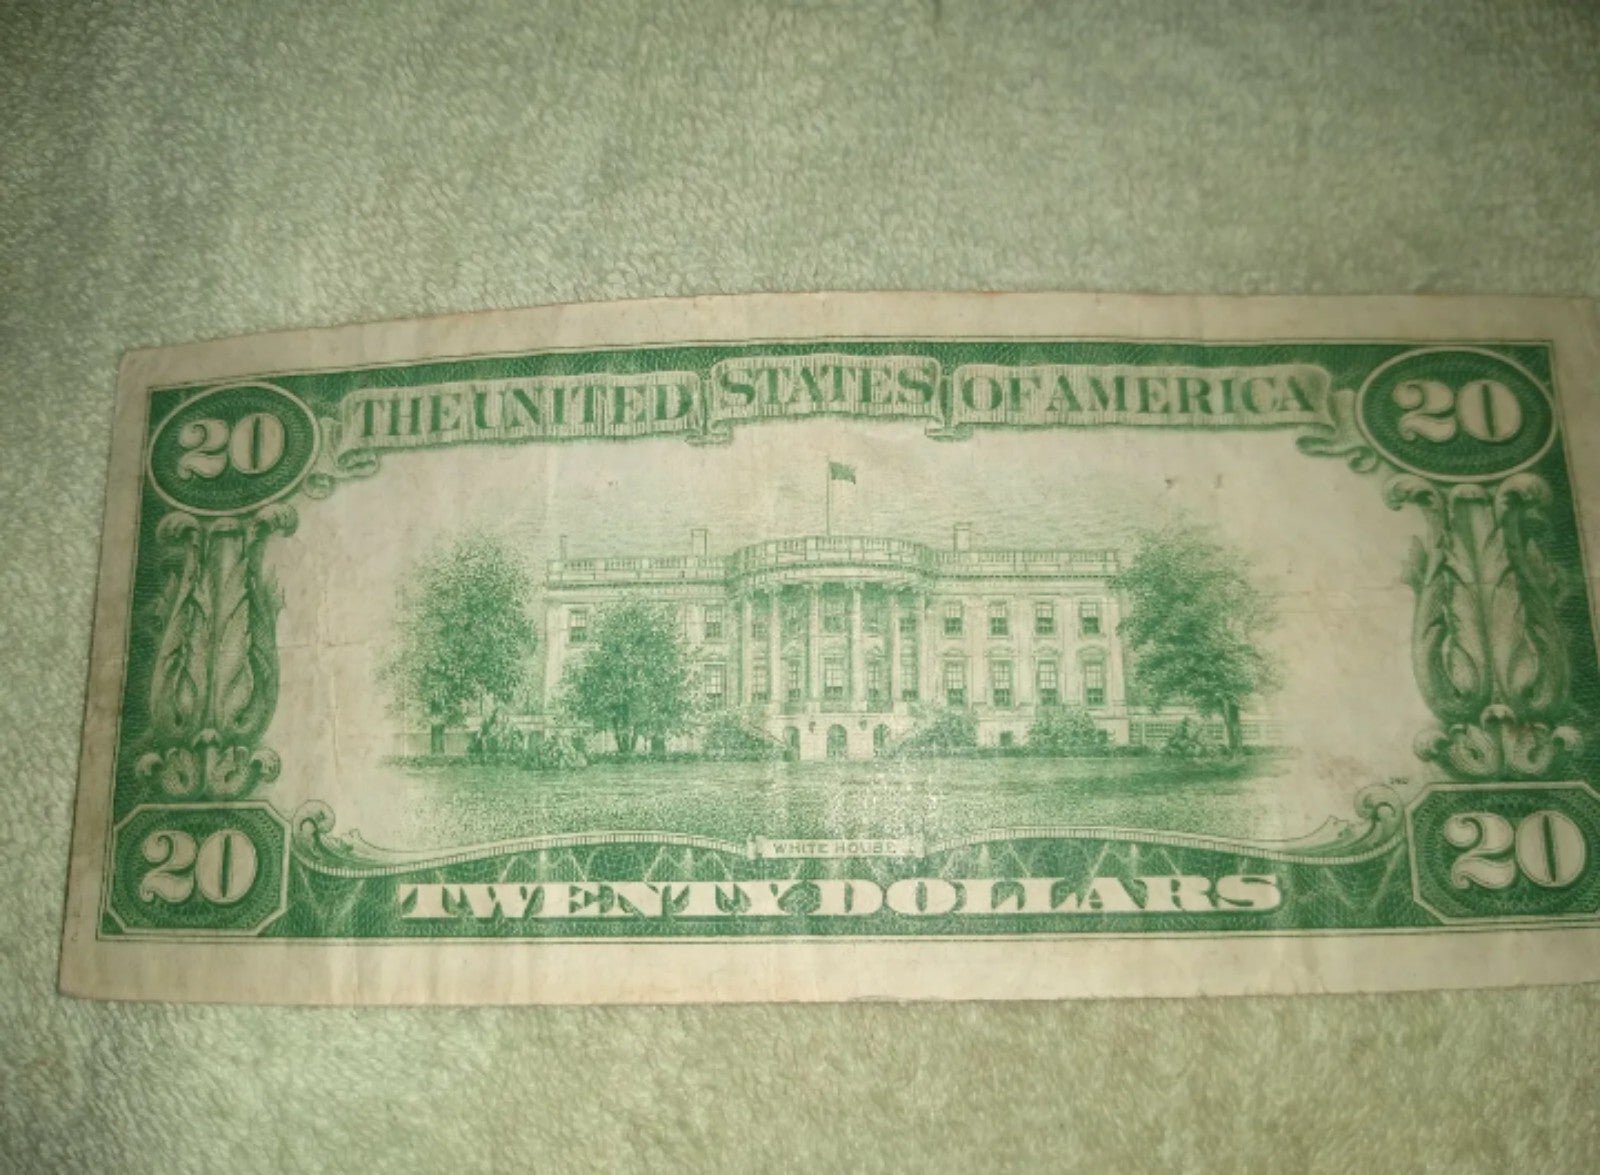 20 THE UNITED STATES OF AMERICA 20
WHITE HOUSE
20 TWENTY DOLLARS 20